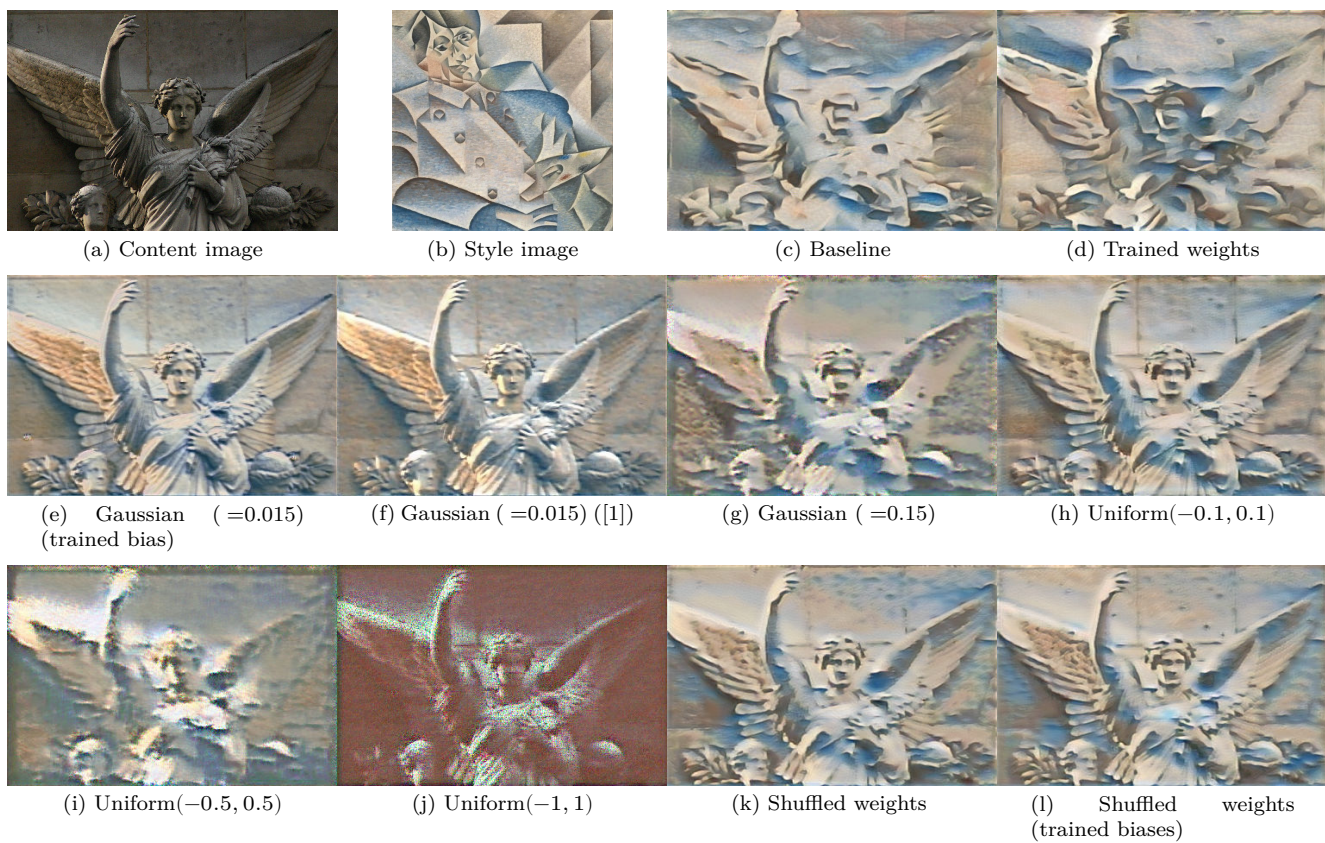 (a) Content image
(b) Style image
(c) Baseline
(d) Trained weights
(e) Gaussian ( =0.015)
(trained bias)
(f) Gaussian ( =0.015) ([1])
(g) Gaussian ( =0.15)
(h) Uniform(−0.1, 0.1)
(i) Uniform(−0.5, 0.5)
(j) Uniform(−1, 1)
(k) Shuffled weights
(l) Shuffled weights
(trained biases)